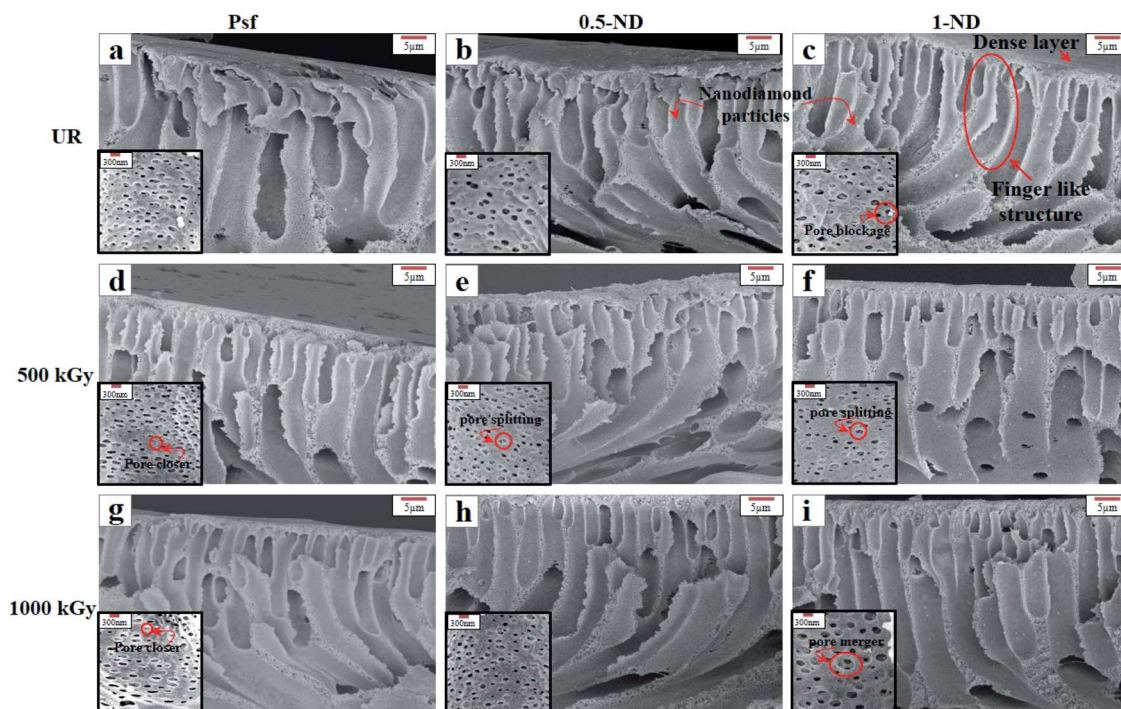 Psf
0.5-ND
1-ND
UR
a
5µm
300nm
b
5µm
Nanodiamond
particles
300nm
c
5µm
Dense layer
Finger like
structure
300nm
Pore blockage
500 kGy
d
5µm
300nm
Pore closer
e
5µm
300nm
pore splitting
f
5µm
300nm
pore splitting
1000 kGy
g
5µm
300nm
Pore closer
h
5µm
300nm
i
5µm
300nm
pore merger